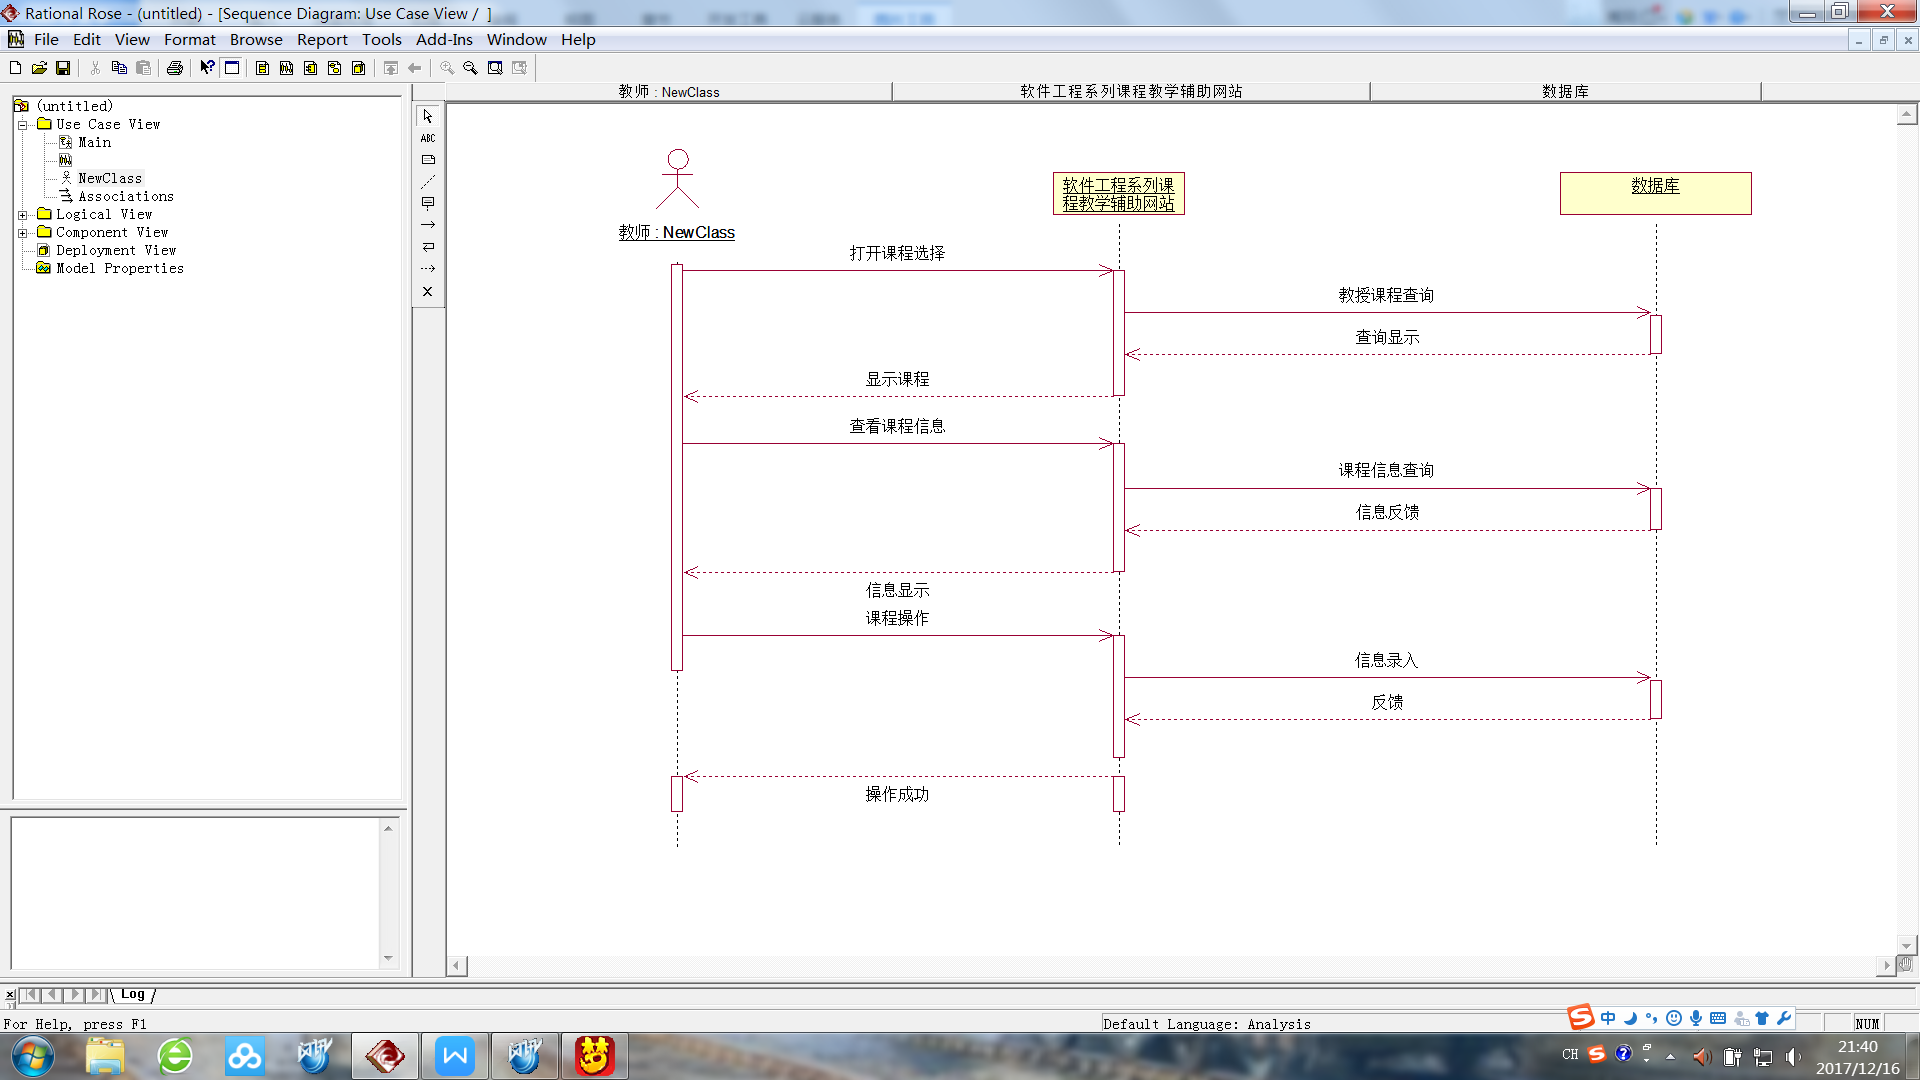 Rational Rose - (untitled) - [Sequence Diagram: Use Case View /  ]
File Edit View Format Browse Report Tools Add-Ins Window Help
教师 : NewClass
软件工程系列课程教学辅助网站
数据库
(untitled)
Use Case View
Main
NewClass
Associations
Logical View
Component View
Deployment View
Model Properties
ABC
教师 : NewClass
软件工程系列课
程教学辅助网站
数据库
打开课程选择
教授课程查询
查询显示
显示课程
查看课程信息
课程信息查询
信息反馈
信息显示
课程操作
信息录入
反馈
操作成功
Log
For Help, press F1
Default Language: Analysis
中
NUM
CH
21:40
2017/12/16